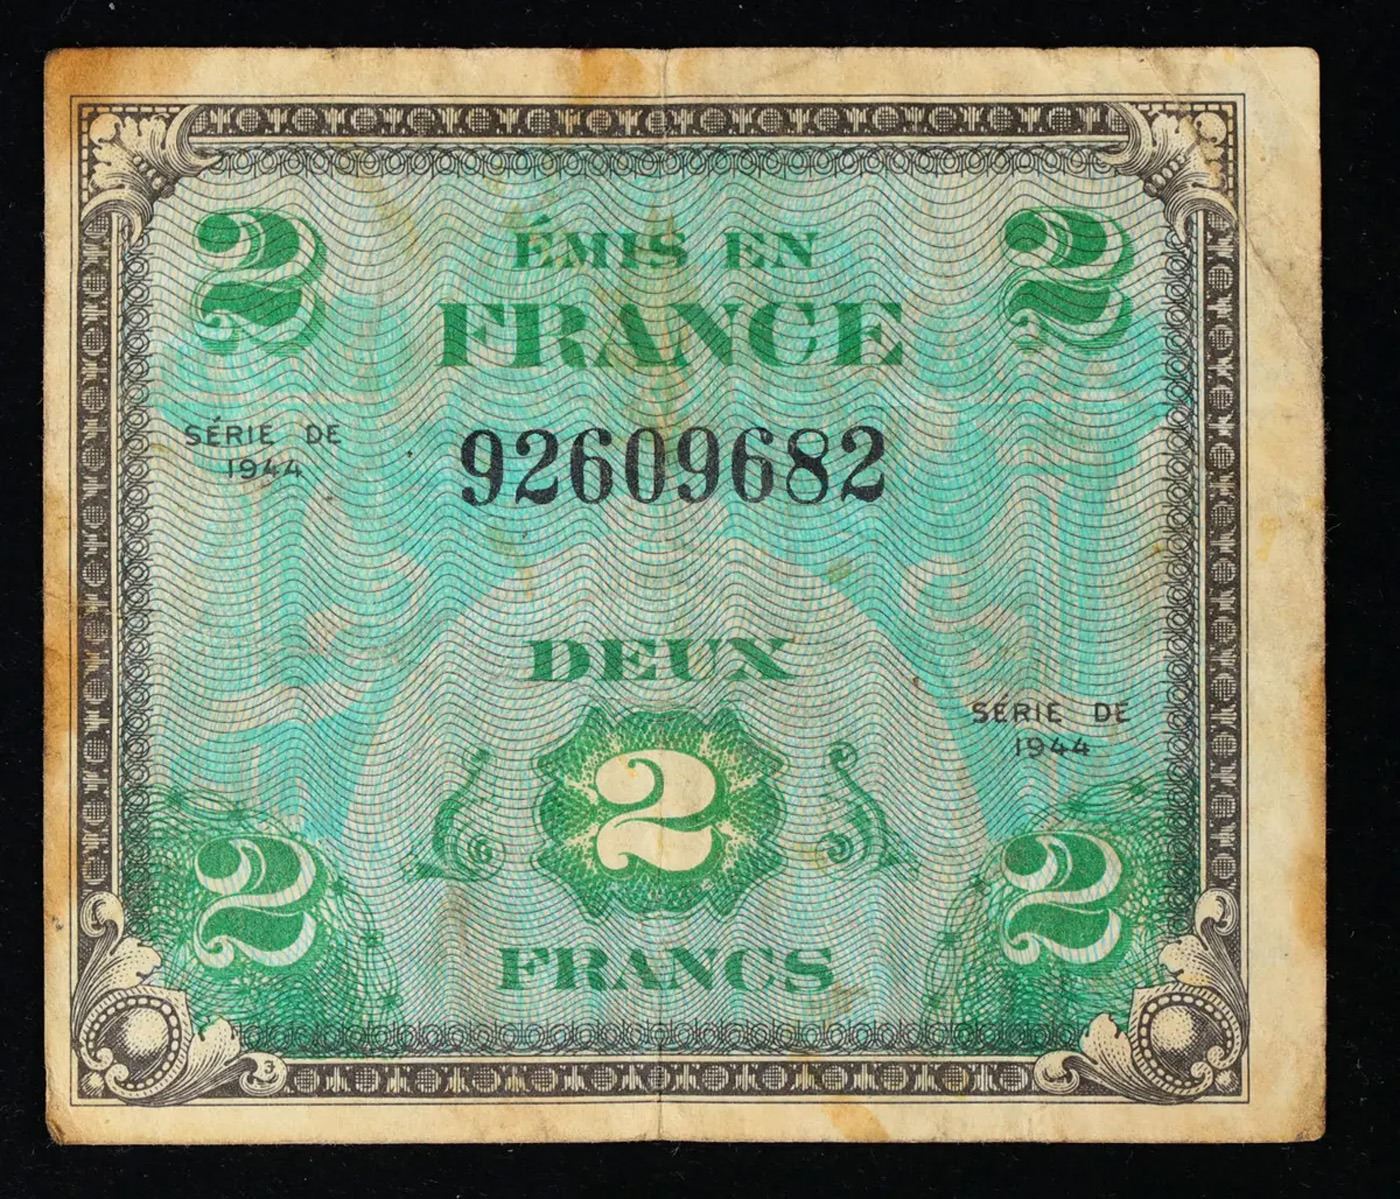 2 2
ÉMIS EN
FRANCE
SÉRIE DE
1944
92609682
DEUX
SÉRIE DE
1944
2
2 2
FRANCS
3